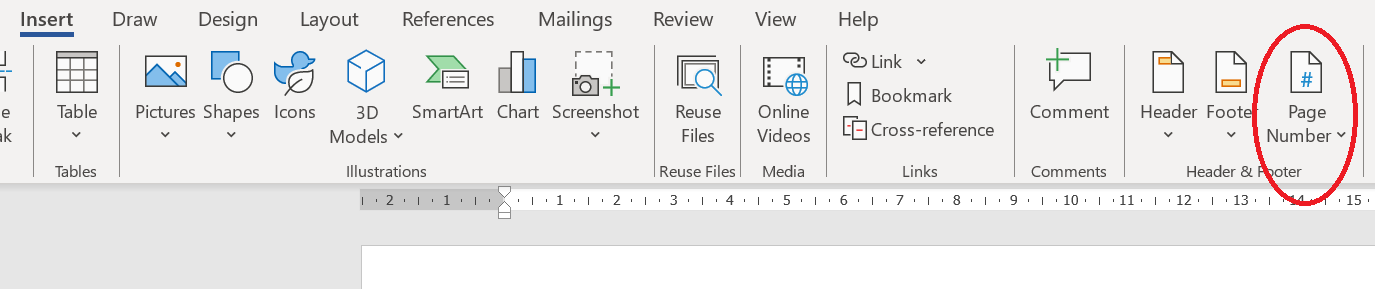 Insert Draw Design Layout References Mailings Review View Help
Table
Pictures
Shapes
Icons
3D
Models
SmartArt
Chart
Screenshot
Reuse
Files
Online
Videos
Link
Bookmark
Cross-reference
Comment
Header
Footer
#
Page
Number
Tables
Illustrations
Reuse Files
Media
Links
Comments
Header & Footer
2 1 1 2 3 4 5 6 7 8 9 10 11 12 13 14 15